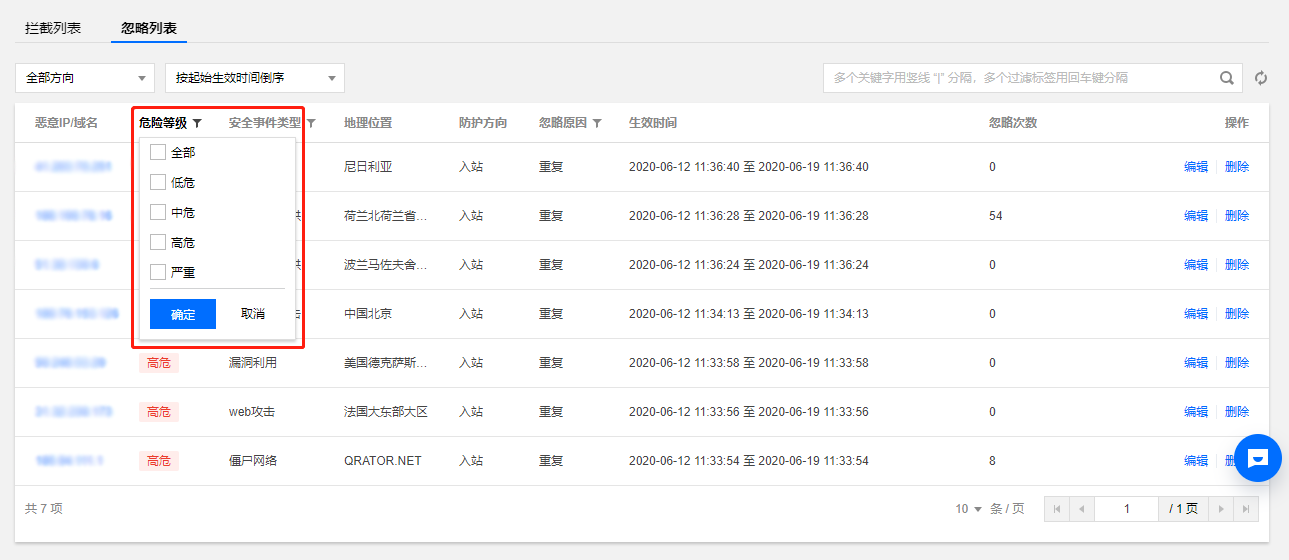 拦截列表 忽略列表
全部方向 按起始生效时间倒序 多个关键字用竖线 "|" 分隔，多个过滤标签用回车键分隔
恶意IP/域名 危险等级 安全事件类型 地理位置 防护方向 忽略原因 生效时间 忽略次数 操作
全部
尼日利亚 入站 重复 2020-06-12 11:36:40 至 2020-06-19 11:36:40 0 编辑 删除
低危
中危
荷兰北荷兰省... 入站 重复 2020-06-12 11:36:28 至 2020-06-19 11:36:28 54 编辑 删除
高危
波兰马佐夫舍... 入站 重复 2020-06-12 11:36:24 至 2020-06-19 11:36:24 0 编辑 删除
严重
确定 取消 中国北京 入站 重复 2020-06-12 11:34:13 至 2020-06-19 11:34:13 0 编辑 删除
高危 漏洞利用 美国德克萨斯... 入站 重复 2020-06-12 11:33:58 至 2020-06-19 11:33:58 0 编辑 删除
高危 web攻击 法国大东部大区 入站 重复 2020-06-12 11:33:56 至 2020-06-19 11:33:56 0 编辑 删除
高危 僵尸网络 QRATOR.NET 入站 重复 2020-06-12 11:33:54 至 2020-06-19 11:33:54 8 编辑 删
共 7 项 10 条 / 页 1 / 1 页